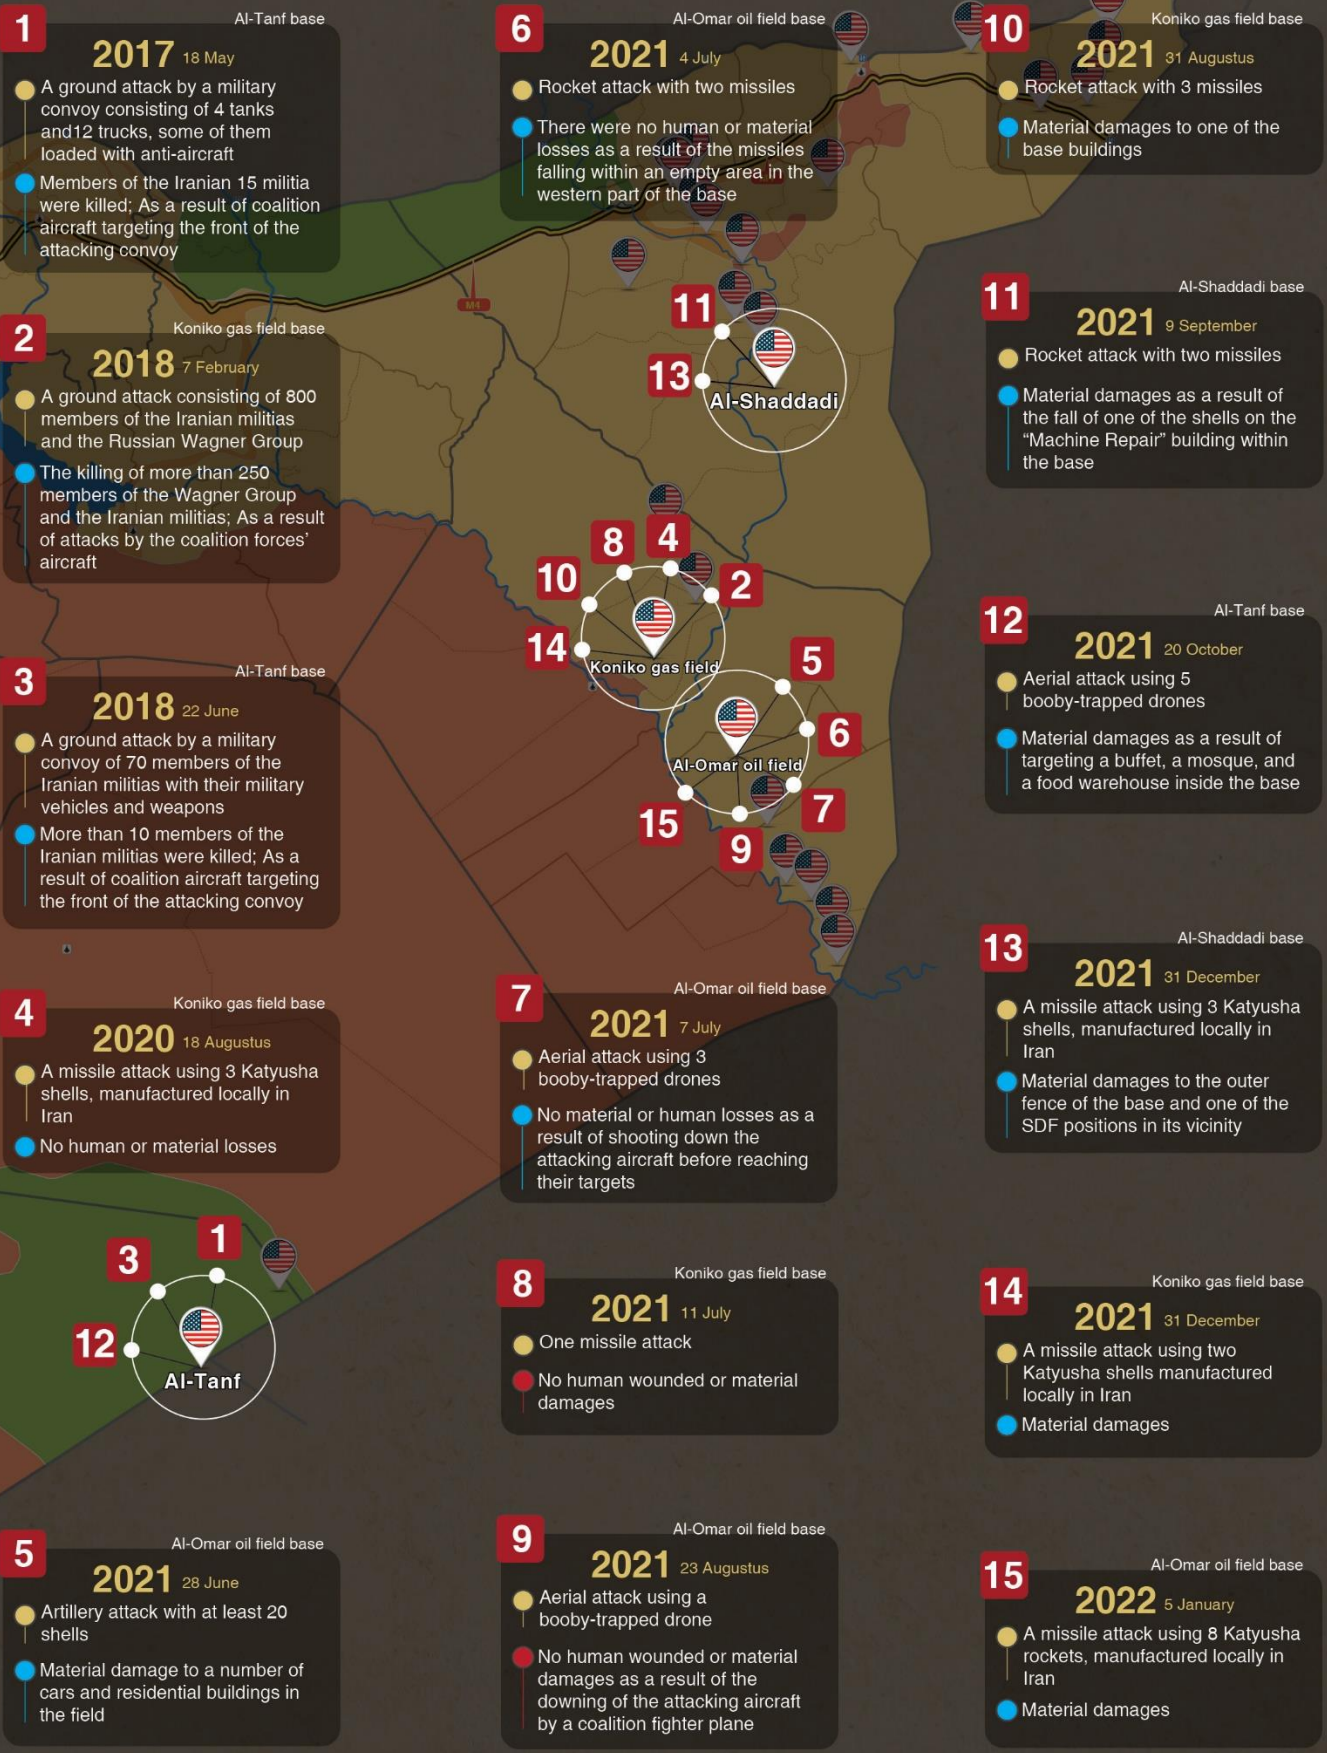 1
Al-Tanf base
2017 18 May
A ground attack by a military
convoy consisting of 4 tanks
and12 trucks, some of them
loaded with anti-aircraft
Members of the Iranian 15 militia
were killed; As a result of coalition
aircraft targeting the front of the
attacking convoy
2
Koniko gas field base
2018 7 February
A ground attack consisting of 800
members of the Iranian militias
and the Russian Wagner Group
The killing of more than 250
members of the Wagner Group
and the Iranian militias; As a result
of attacks by the coalition forces'
aircraft
3
Al-Tanf base
2018 22 June
A ground attack by a military
convoy of 70 members of the
Iranian militias with their military
vehicles and weapons
More than 10 members of the
Iranian militias were killed; As a
result of coalition aircraft targeting
the front of the attacking convoy
4
Koniko gas field base
2020 18 Augustus
A missile attack using 3 Katyusha
shells, manufactured locally in
Iran
No human or material losses
1
3
12
Al-Tanf
5
Al-Omar oil field base
2021 28 June
Artillery attack with at least 20
shells
Material damage to a number of
cars and residential buildings in
the field
6
Al-Omar oil field base
2021 4 July
Rocket attack with two missiles
There were no human or material
losses as a result of the missiles
falling within an empty area in the
western part of the base
M4
11
13
Al-Shaddadi
8
4
10
2
14
Koniko gas field
5
6
Al-Omar oil field
7
15
9
7
Al-Omar oil field base
2021 7 July
Aerial attack using 3
booby-trapped drones
No material or human losses as a
result of shooting down the
attacking aircraft before reaching
their targets
8
Koniko gas field base
2021 11 July
One missile attack
No human wounded or material
damages
9
Al-Omar oil field base
2021 23 Augustus
Aerial attack using a
booby-trapped drone
No human wounded or material
damages as a result of the
downing of the attacking aircraft
by a coalition fighter plane
10
Koniko gas field base
2021 31 Augustus
Rocket attack with 3 missiles
Material damages to one of the
base buildings
11
Al-Shaddadi base
2021 9 September
Rocket attack with two missiles
Material damages as a result of
the fall of one of the shells on the
“Machine Repair” building within
the base
12
Al-Tanf base
2021 20 October
Aerial attack using 5
booby-trapped drones
Material damages as a result of
targeting a buffet, a mosque, and
a food warehouse inside the base
13
Al-Shaddadi base
2021 31 December
A missile attack using 3 Katyusha
shells, manufactured locally in
Iran
Material damages to the outer
fence of the base and one of the
SDF positions in its vicinity
14
Koniko gas field base
2021 31 December
A missile attack using two
Katyusha shells manufactured
locally in Iran
Material damages
15
Al-Omar oil field base
2022 5 January
A missile attack using 8 Katyusha
rockets, manufactured locally in
Iran
Material damages